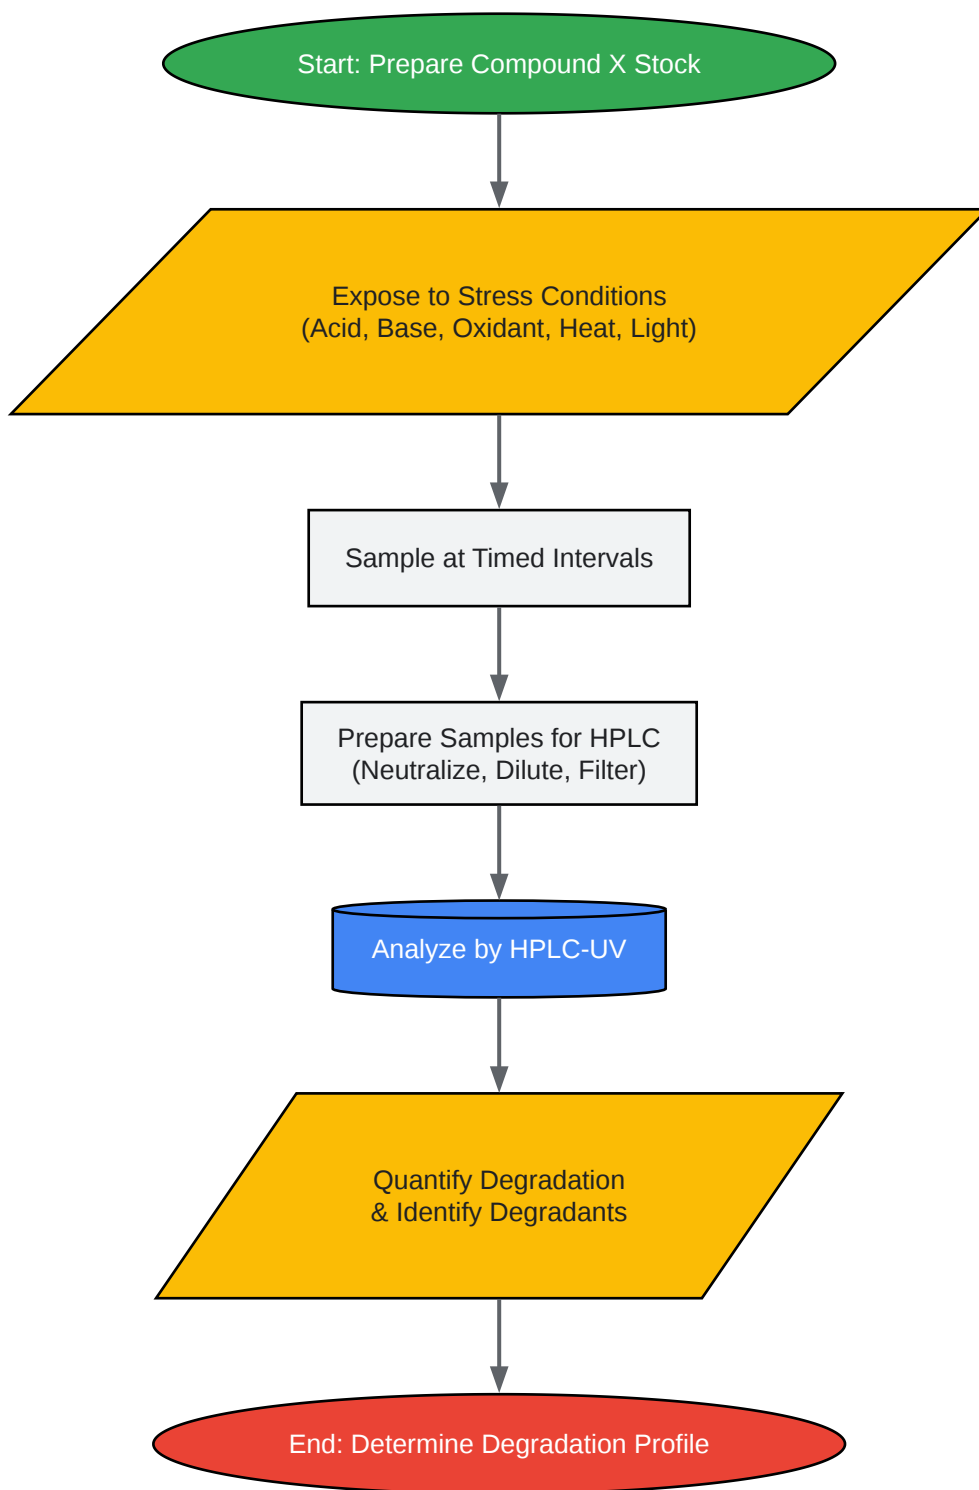 Start: Prepare Compound X Stock
Expose to Stress Conditions
(Acid, Base, Oxidant, Heat, Light)
Sample at Timed Intervals
Prepare Samples for HPLC
(Neutralize, Dilute, Filter)
Analyze by HPLC-UV
Quantify Degradation
& Identify Degradants
End: Determine Degradation Profile